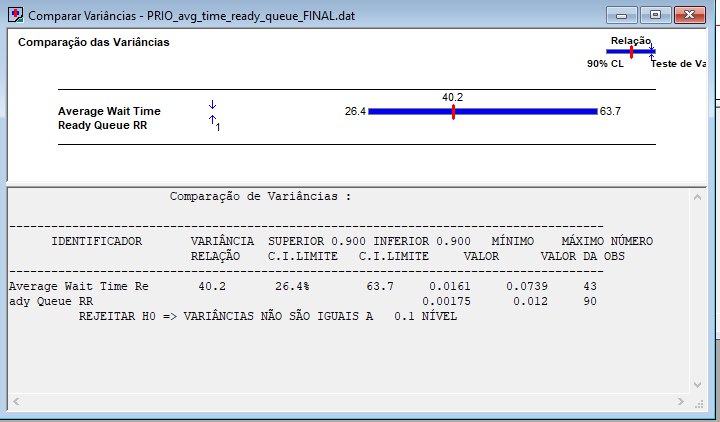 Comparar Variâncias - PRIO_avg_time_ready_queue_FINAL.dat
Comparação das Variâncias
Relação
90% CL Teste de Va
40.2
Average Wait Time 26.4 63.7
Ready Queue RR 1
Comparação de Variâncias :
--------------------------------------------------------------------------------
IDENTIFICADOR VARIÂNCIA SUPERIOR 0.900 INFERIOR 0.900 MÍNIMO MÁXIMO NÚMERO
RELAÇÃO C.I.LIMITE C.I.LIMITE VALOR VALOR DA OBS
--------------------------------------------------------------------------------
Average Wait Time Re 40.2 26.4% 63.7 0.0161 0.0739 43
ady Queue RR 0.00175 0.012 90
REJEITAR H0 => VARIÂNCIAS NÃO SÃO IGUAIS A 0.1 NÍVEL